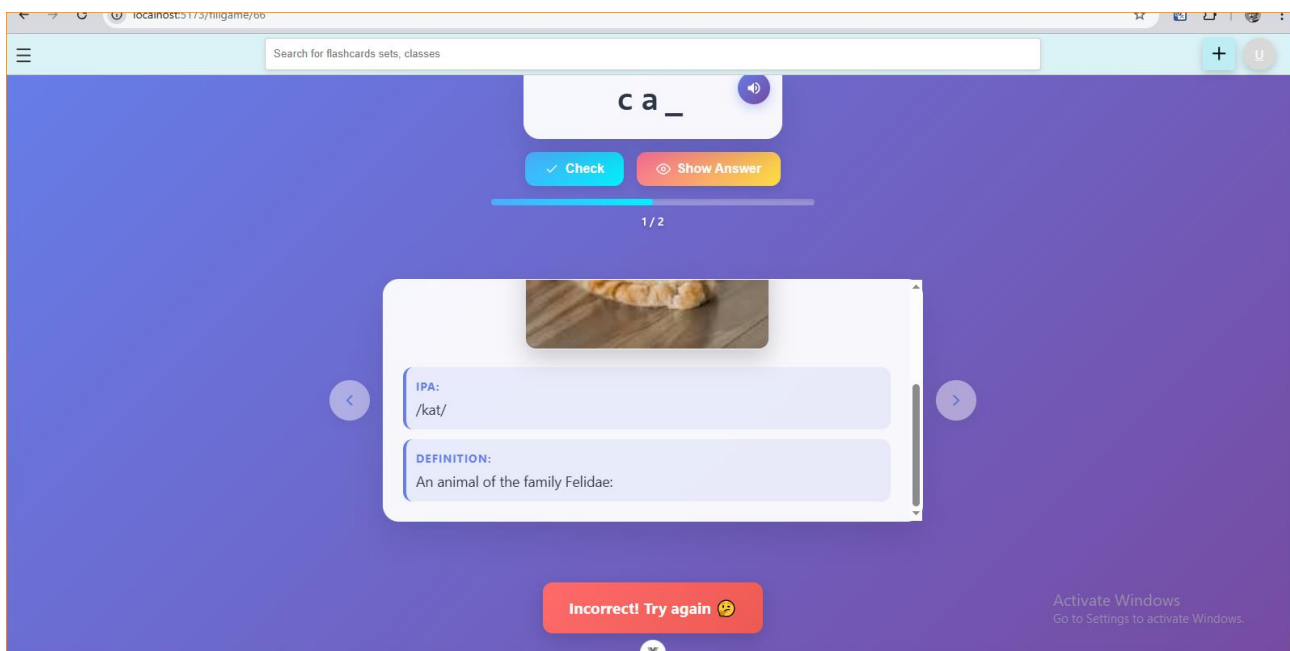 localhost:5173/fillgame/66
Search for flashcards sets, classes
+
U
c a _
Check
Show Answer
1 / 2
IPA:
/kat/
DEFINITION:
An animal of the family Felidae:
Incorrect! Try again 🤔
Activate Windows
Go to Settings to activate Windows.